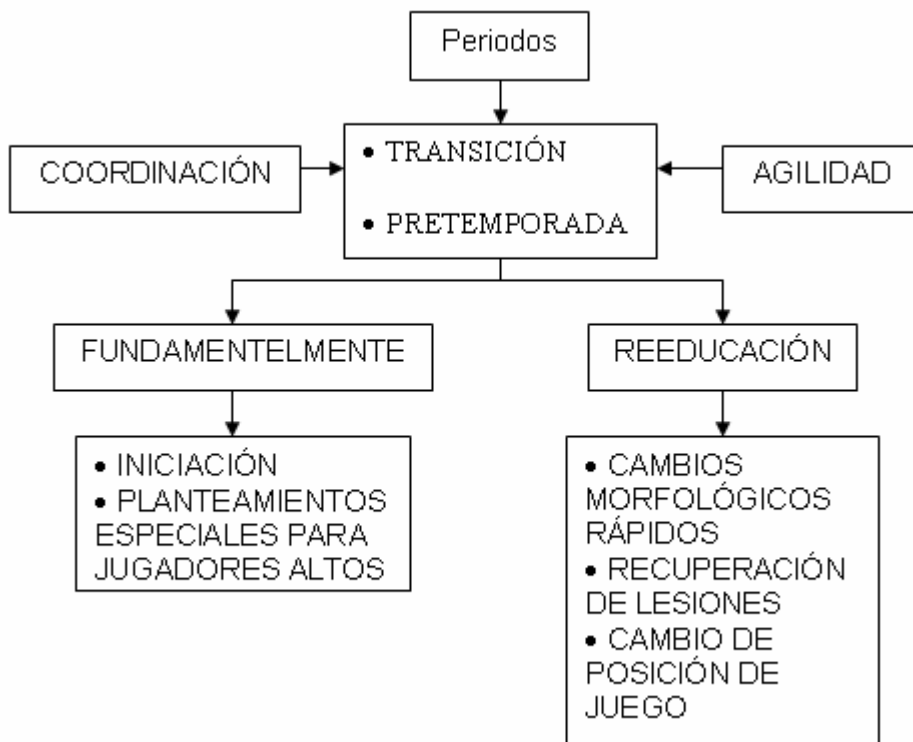 Periodos
COORDINACIÓN
• TRANSICIÓN
• PRETEMPORADA
AGILIDAD
FUNDAMENTELMENTE
REEDUCACIÓN
• INICIACIÓN
• PLANTEAMIENTOS
ESPECIALES PARA
JUGADORES ALTOS
• CAMBIOS
MORFOLÓGICOS
RÁPIDOS
• RECUPERACIÓN
DE LESIONES
• CAMBIO DE
POSICIÓN DE
JUEGO